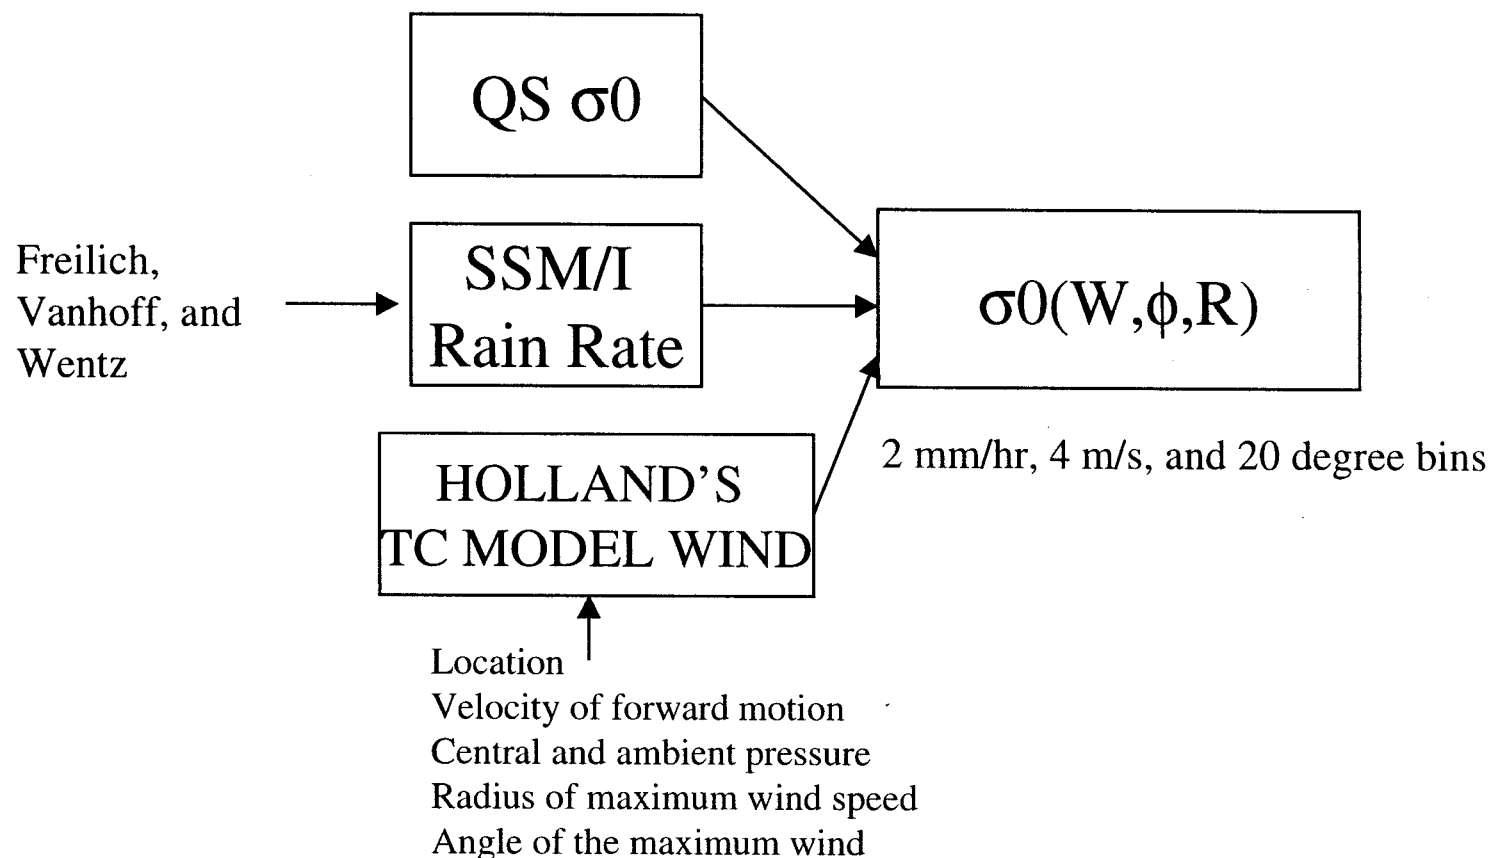 QS σ0
Freilich,
Vanhoff, and
Wentz
SSM/I
Rain Rate
σ0(W,ϕ,R)
2 mm/hr, 4 m/s, and 20 degree bins
HOLLAND'S
TC MODEL WIND
Location
Velocity of forward motion
Central and ambient pressure
Radius of maximum wind speed
Angle of the maximum wind